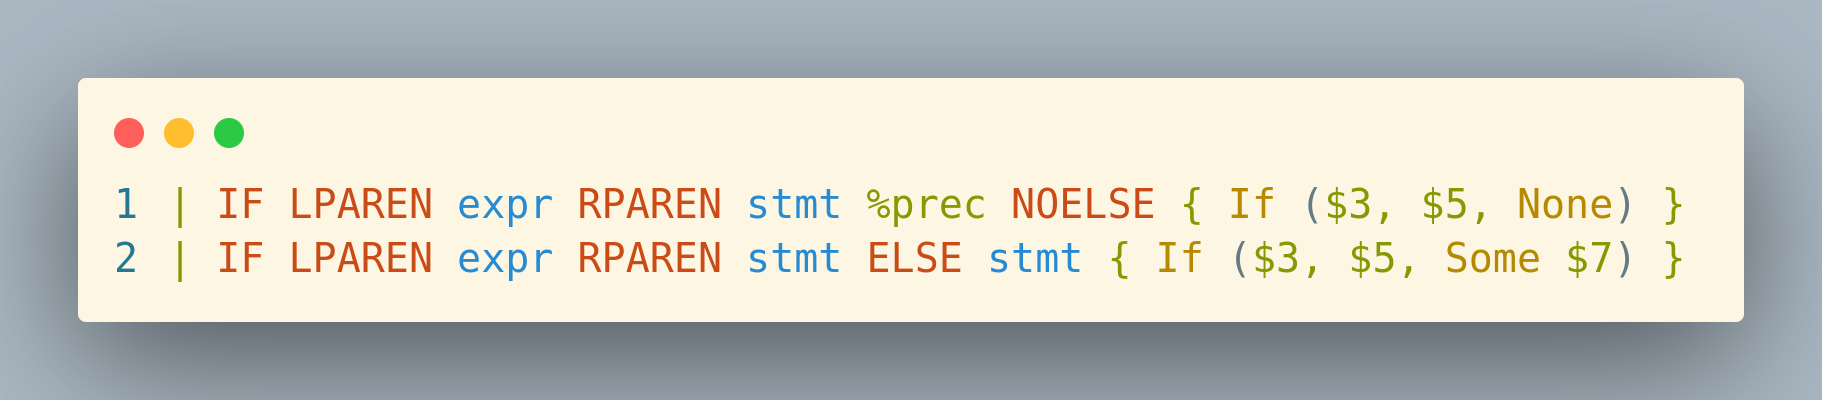 1 | IF LPAREN expr RPAREN stmt %prec NOELSE { If ($3, $5, None) }
2 | IF LPAREN expr RPAREN stmt ELSE stmt { If ($3, $5, Some $7) }